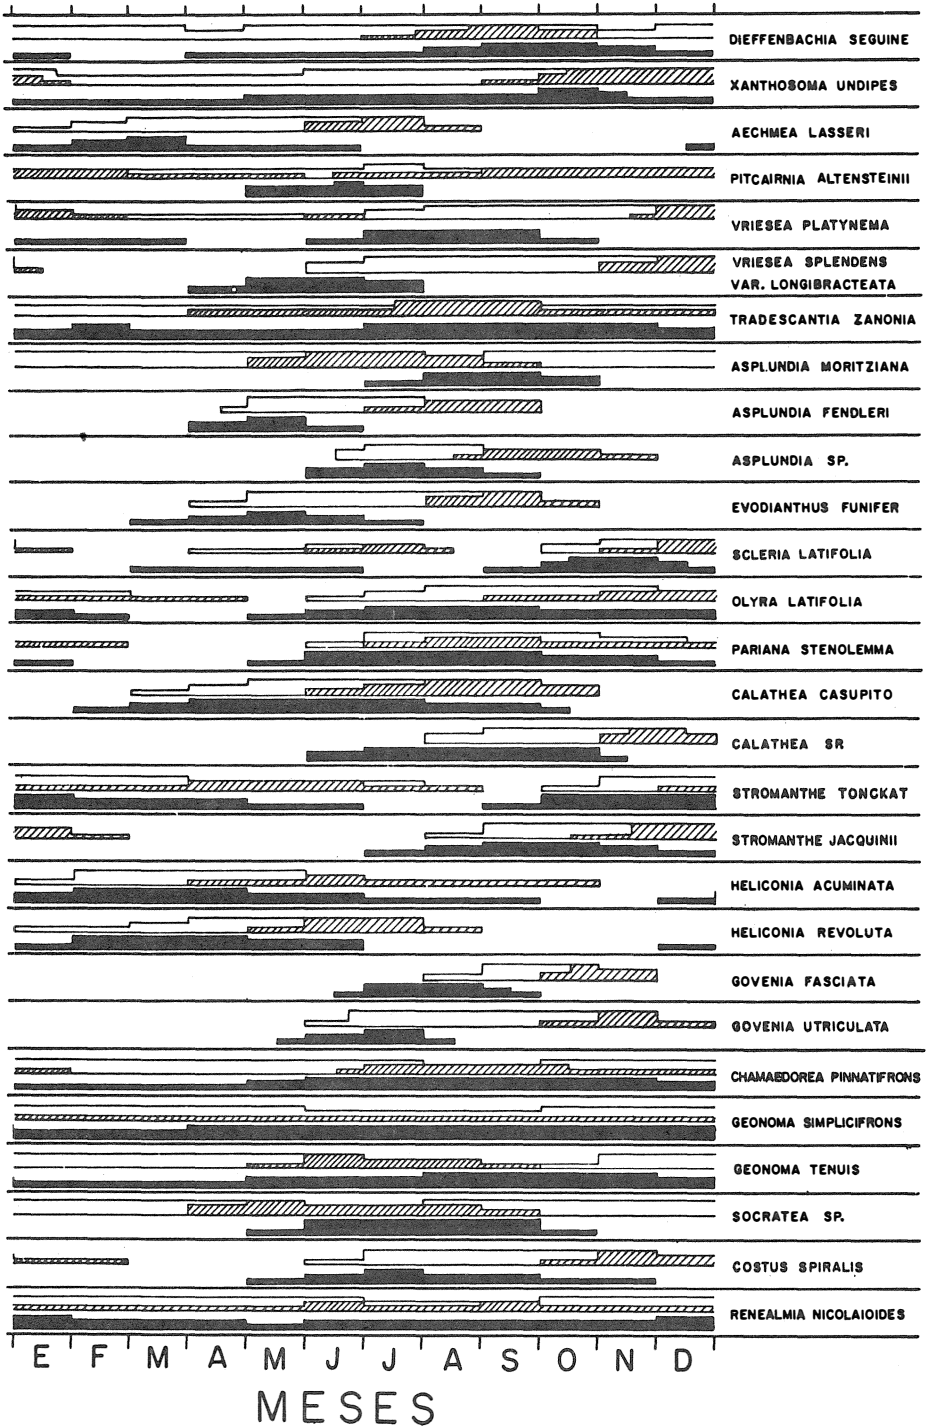 DIEFFENBACHIA SEGUINE
XANTHOSOMA UNDIPES
AECHMEA LASSERI
PITCAIRNIA ALTENSTEINII
VRIESEA PLATYNEMA
VRIESEA SPLENDENS
VAR. LONGIBRACTEATA
TRADESCANTIA ZANONIA
ASPLUNDIA MORITZIANA
ASPLUNDIA FENDLERI
ASPLUNDIA SP.
EVODIANTHUS FUNIFER
SCLERIA LATIFOLIA
OLYRA LATIFOLIA
PARIANA STENOLEMMA
CALATHEA CASUPITO
CALATHEA SP.
STROMANTHE TONCKAT
STROMANTHE JACQUINII
HELICONIA ACUMINATA
HELICONIA REVOLUTA
GOVENIA FASCIATA
GOVENIA UTRICULATA
CHAMAEDOREA PINNATIFRONS
GEONOMA SIMPLICIFRONS
GEONOMA TENUIS
SOCRATEA SP.
COSTUS SPIRALIS
RENEALMIA NICOLAIOIDES
E F M A M J J A S O N D
MESES